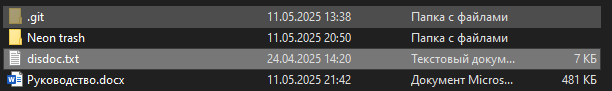 .git 11.05.2025 13:38 Папка с файлами
Neon trash 11.05.2025 20:50 Папка с файлами
disdoc.txt 24.04.2025 14:20 Текстовый докум... 7 КБ
Руководство.docx 11.05.2025 21:42 Документ Micros... 481 КБ